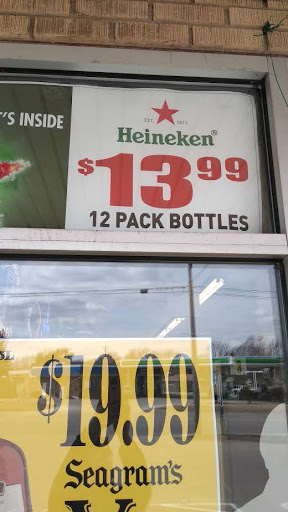 'S INSIDE
EST. 1873
Heineken®
$13.99
12 PACK BOTTLES
$19.99
Seagram's